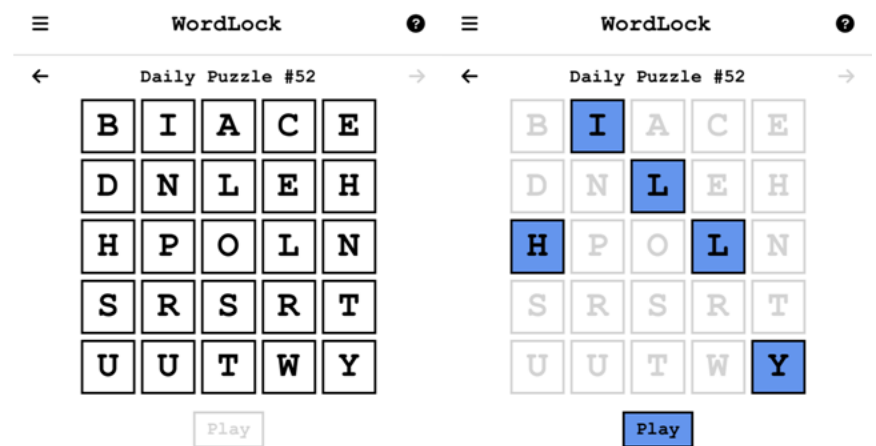 WordLock ?
Daily Puzzle #52
B I A C E
D N L E H
H P O L N
S R S R T
U U T W Y
Play
WordLock ?
Daily Puzzle #52
B I A C E
D N L E H
H P O L N
S R S R T
U U T W Y
Play